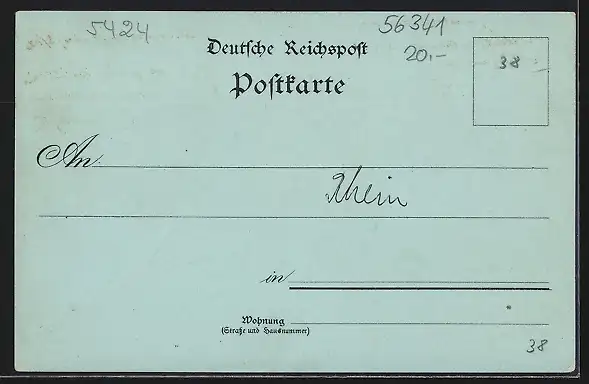 5424
56341
Deutsche Reichspost
20,-
38
Postkarte
An
Rhein
in
Wohnung
(Straße und Hausnummer)
38